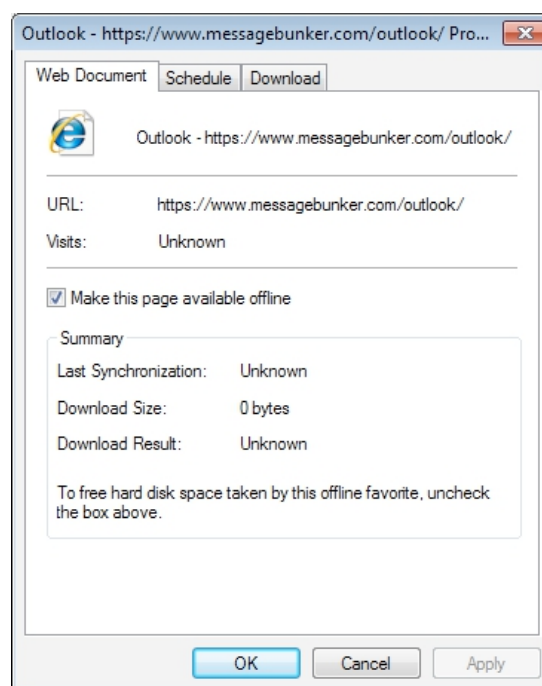 Outlook - https://www.messagebunker.com/outlook/ Pro...
Web Document Schedule Download
Outlook - https://www.messagebunker.com/outlook/
URL: https://www.messagebunker.com/outlook/
Visits: Unknown
Make this page available offline
Summary
Last Synchronization: Unknown
Download Size: 0 bytes
Download Result: Unknown
To free hard disk space taken by this offline favorite, uncheck
the box above.
OK Cancel Apply